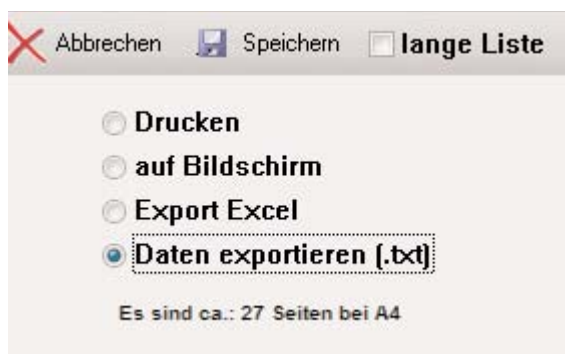 Abbrechen Speichern lange Liste
Drucken
auf Bildschirm
Export Excel
Daten exportieren (.txt)
Es sind ca.: 27 Seiten bei A4